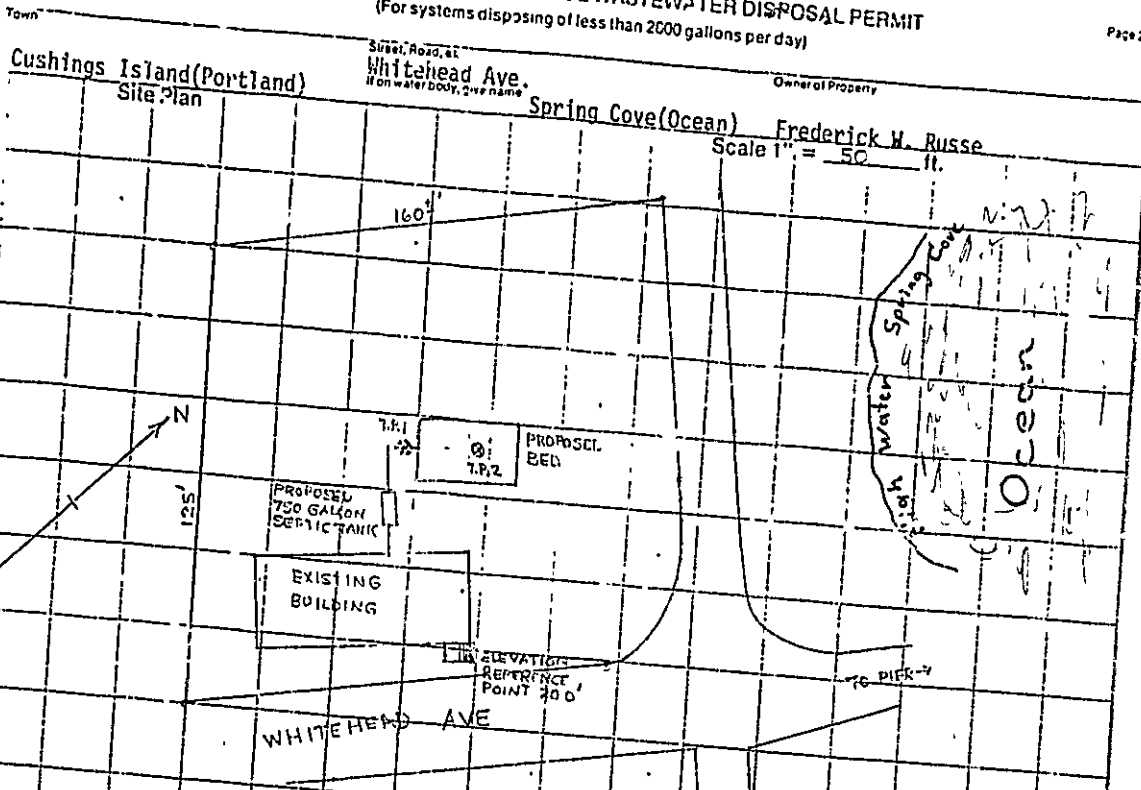 WASTEWATER DISPOSAL PERMIT
(For systems disposing of less than 2000 gallons per day)
Page 2
Town
Street, Road, etc
Owner of Property
Cushings Island(Portland)
Whitehead Ave.
If on water body, give name
Spring Cove(Ocean)
Frederick W. Russe
Site Plan
Scale 1" = 50 ft.
160±'
Spring Cove
High Water
Ocean
N
125'
T.P.1
T.P.2
PROPOSED
BED
PROPOSED
750 GALLON
SEPTIC TANK
EXISTING
BUILDING
ELEVATION
REFERENCE
POINT
TO PIER →
WHITEHEAD AVE